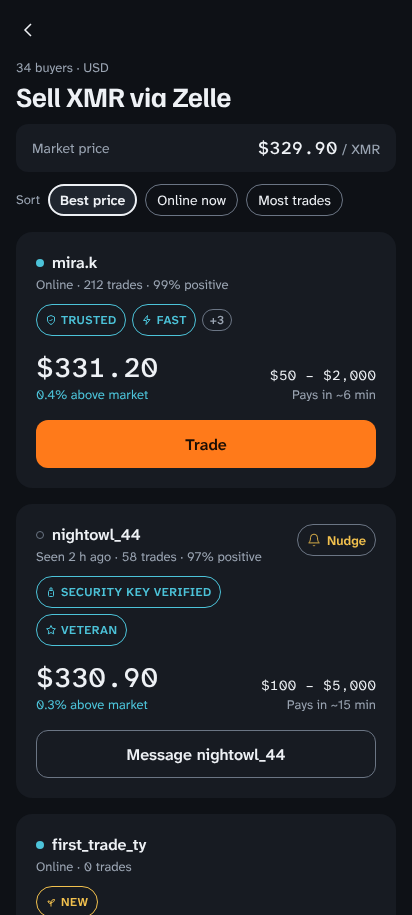 34 buyers · USD
Sell XMR via Zelle
Market price $329.90 / XMR
Sort Best price Online now Most trades
mira.k
Online · 212 trades · 99% positive
TRUSTED FAST +3
$331.20 $50 – $2,000
0.4% above market Pays in ~6 min
Trade
nightowl_44 Nudge
Seen 2 h ago · 58 trades · 97% positive
SECURITY KEY VERIFIED
VETERAN
$330.90 $100 – $5,000
0.3% above market Pays in ~15 min
Message nightowl_44
first_trade_ty
Online · 0 trades
NEW